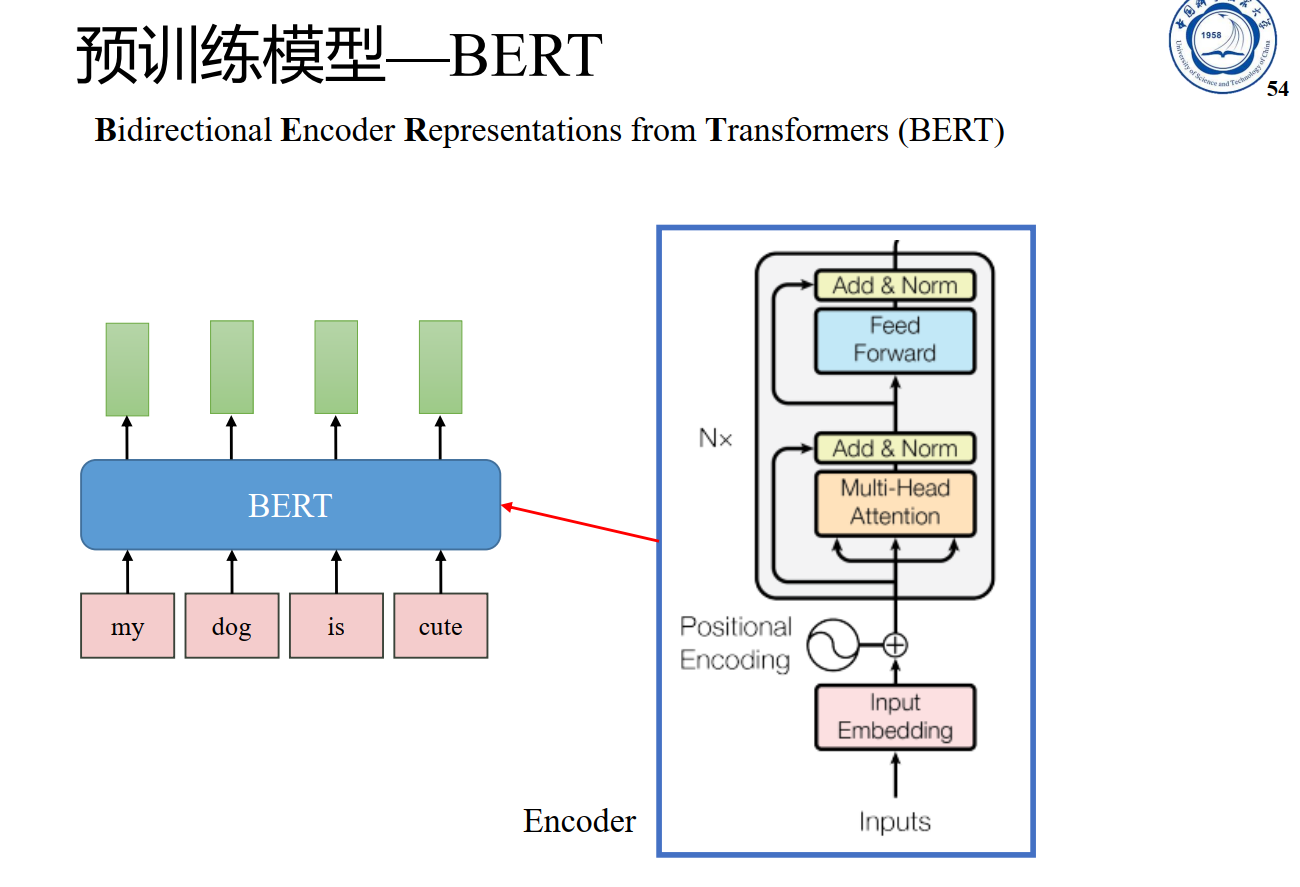 预训练模型—BERT
1958
University of Science and Technology of China
54
Bidirectional Encoder Representations from Transformers (BERT)
BERT
my dog is cute
Add & Norm
Feed
Forward
N×
Add & Norm
Multi-Head
Attention
Positional
Encoding
Input
Embedding
Encoder
Inputs